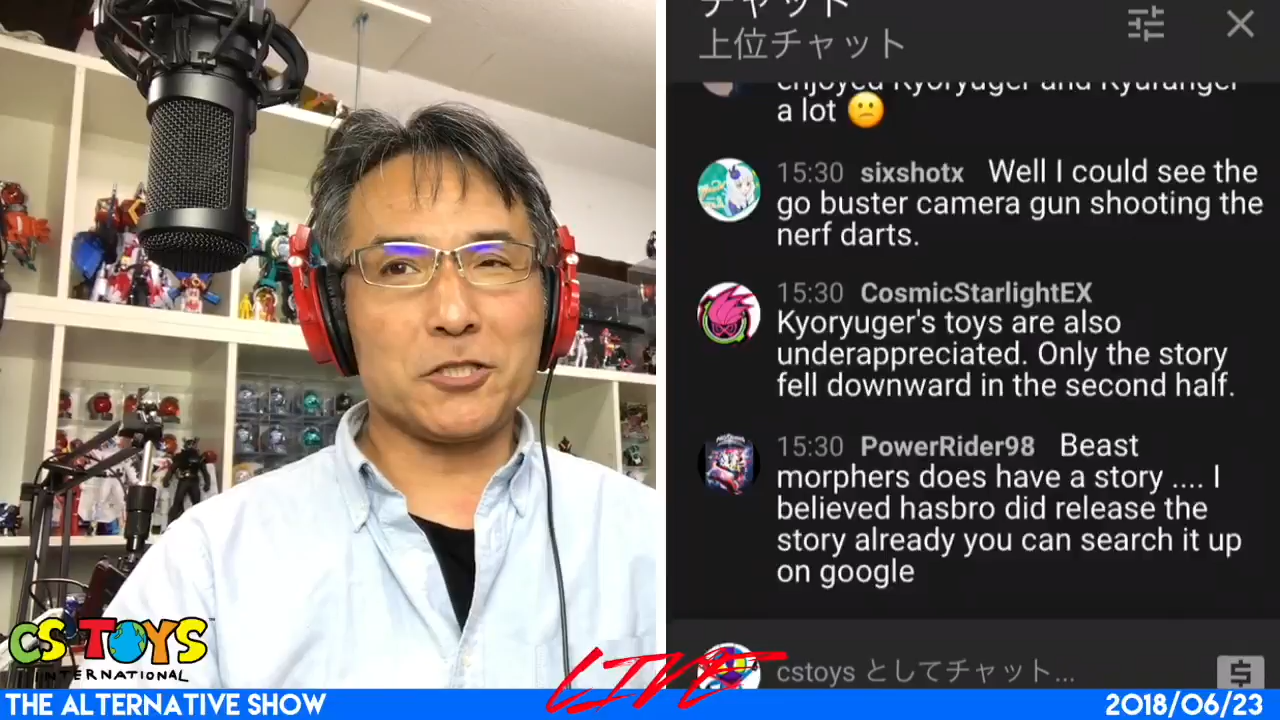 チャット
上位チャット
enjoyed Kyoryuger and Kyuranger
a lot
15:30 sixshotx Well I could see the
go buster camera gun shooting the
nerf darts.
15:30 CosmicStarlightEX
Kyoryuger's toys are also
underappreciated. Only the story
fell downward in the second half.
15:30 PowerRider98 Beast
morphers does have a story .... I
believed hasbro did release the
story already you can search it up
on google
cstoys としてチャット...
CS TOYS
INTERNATIONAL
LIVE
THE ALTERNATIVE SHOW
2018/06/23